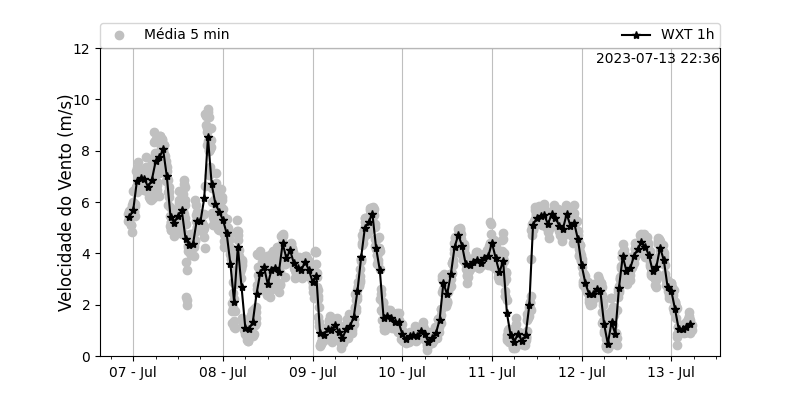 Média 5 min
WXT 1h
2023-07-13 22:36
Velocidade do Vento (m/s)
12
10
8
6
4
2
0
07 - Jul
08 - Jul
09 - Jul
10 - Jul
11 - Jul
12 - Jul
13 - Jul